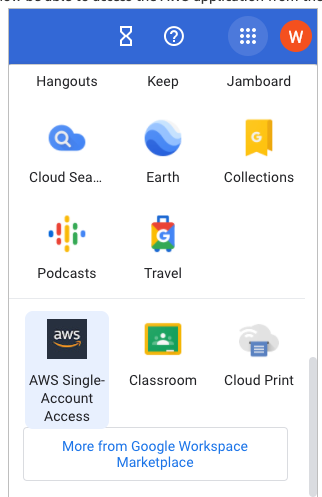 W
Hangouts Keep Jamboard
Cloud Sea... Earth Collections
G
Podcasts Travel
G
aws
AWS Single-
Account
Access
Classroom Cloud Print
More from Google Workspace
Marketplace